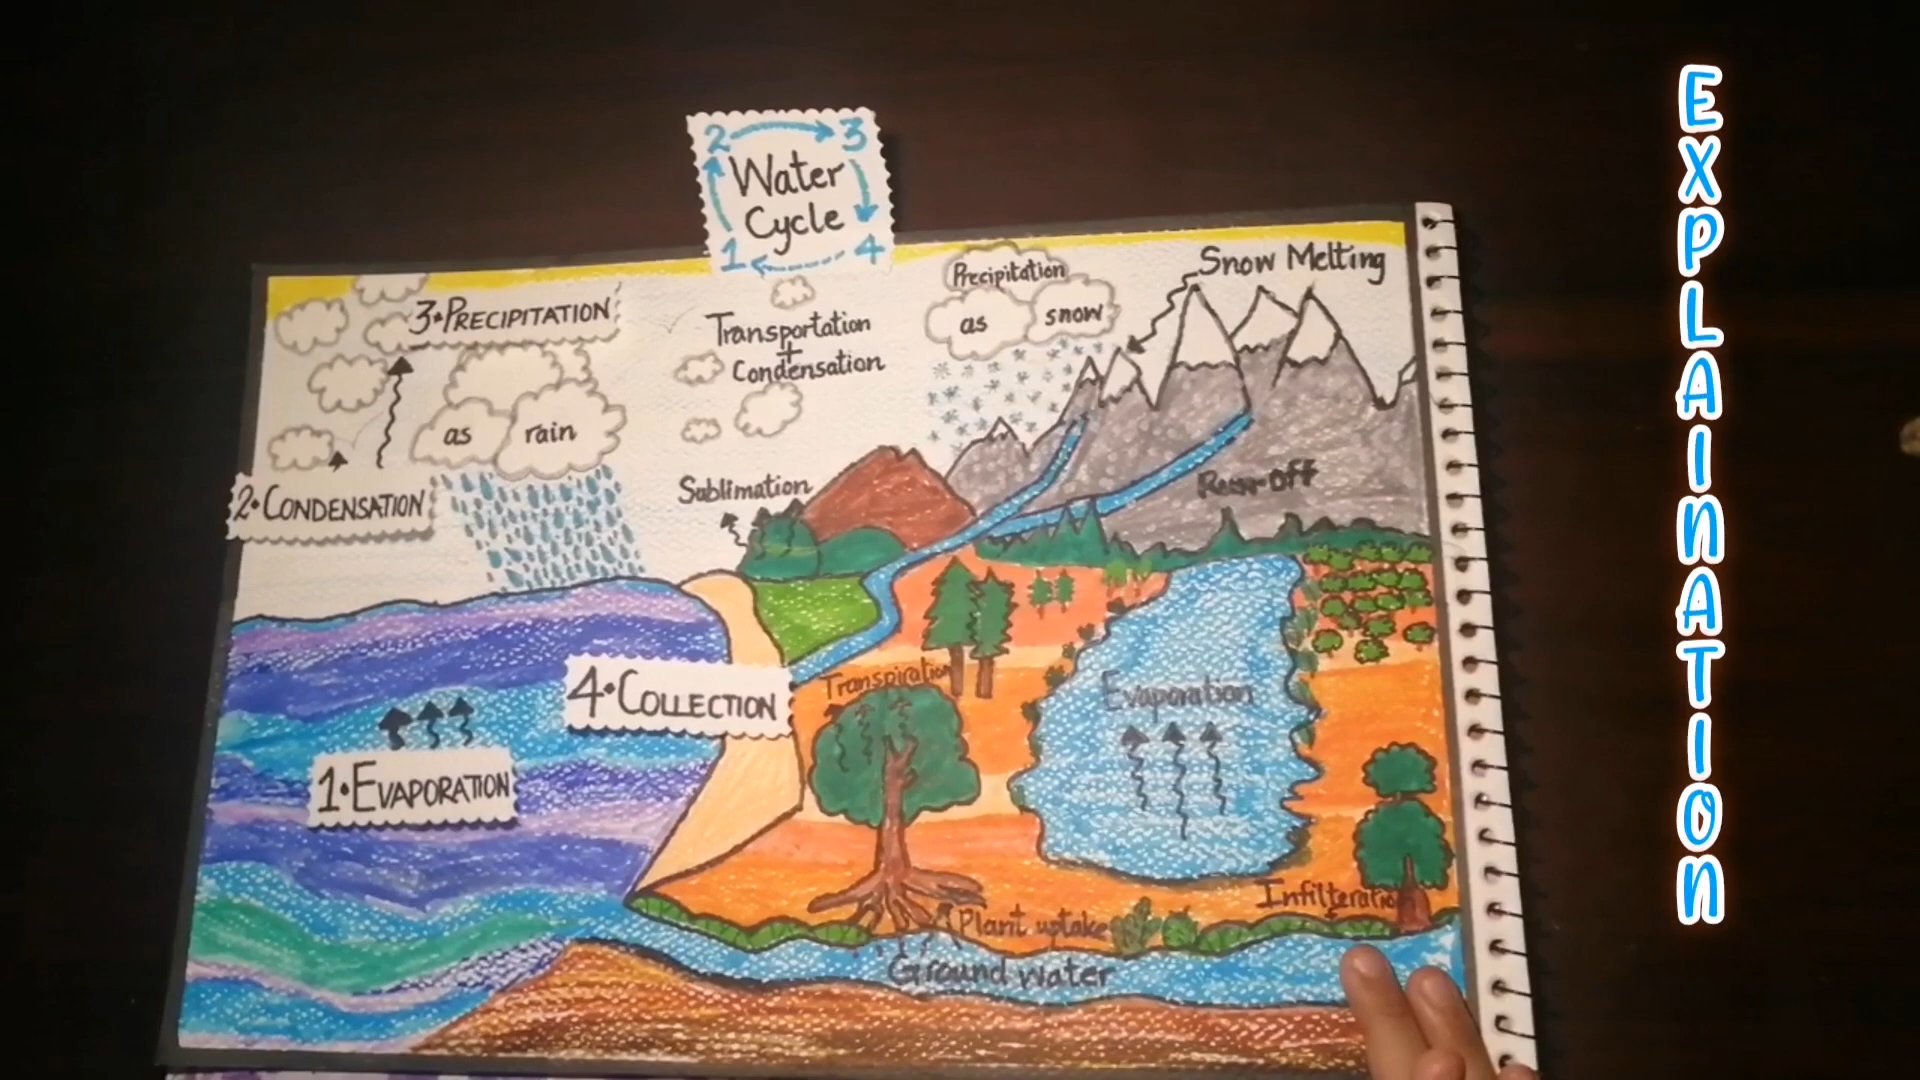 2 3
Water
Cycle
1 4
3•PRECIPITATION
as rain
2•CONDENSATION
Transportation
+
Condensation
Precipitation
as snow
Snow Melting
Sublimation
Run-Off
4•COLLECTION
1•EVAPORATION
Transpiration
Evaporation
Infilteration
Plant uptake
Ground water
EXPLAINATION